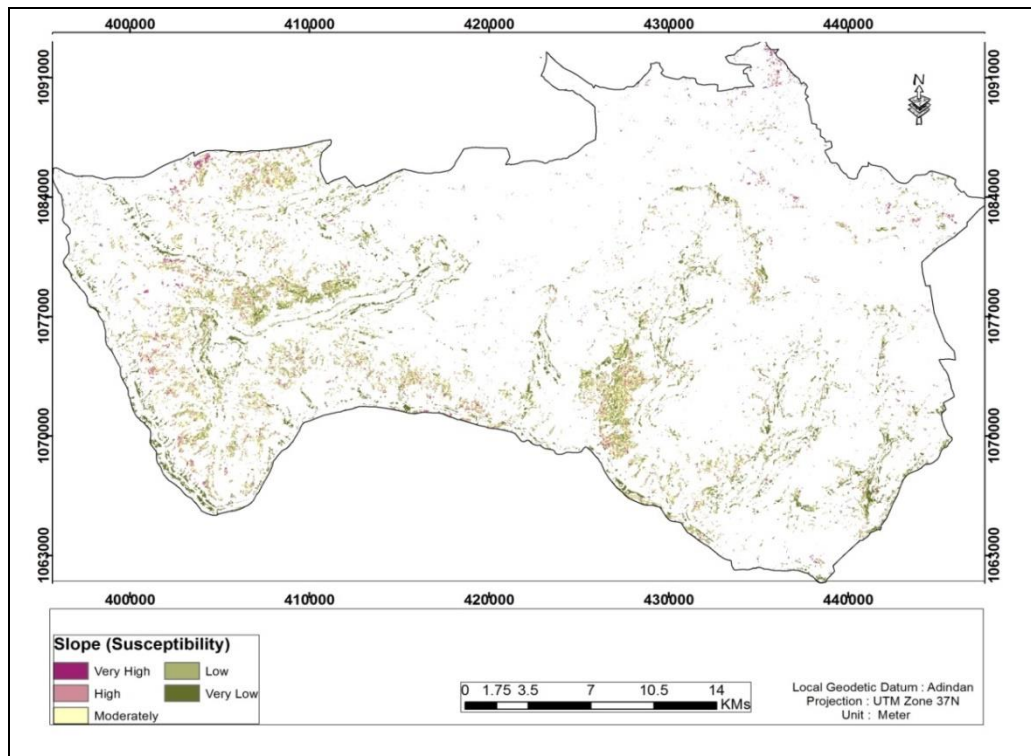 400000 410000 420000 430000 440000
N
1091000 1091000
1084000 1084000
1077000 1077000
1070000 1070000
1063000 1063000
400000 410000 420000 430000 440000
Slope (Susceptibility)
Very High Low
High Very Low
Moderately
0 1.75 3.5 7 10.5 14
KMs
Local Geodetic Datum : Adindan
Projection : UTM Zone 37N
Unit : Meter